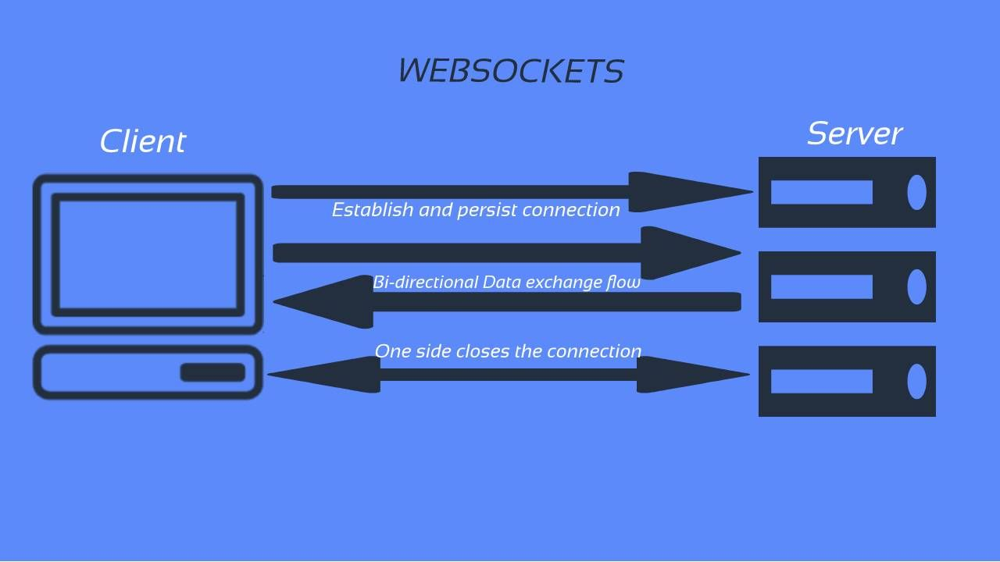 WEBSOCKETS
Client
Server
Establish and persist connection
Bi-directional Data exchange flow
One side closes the connection